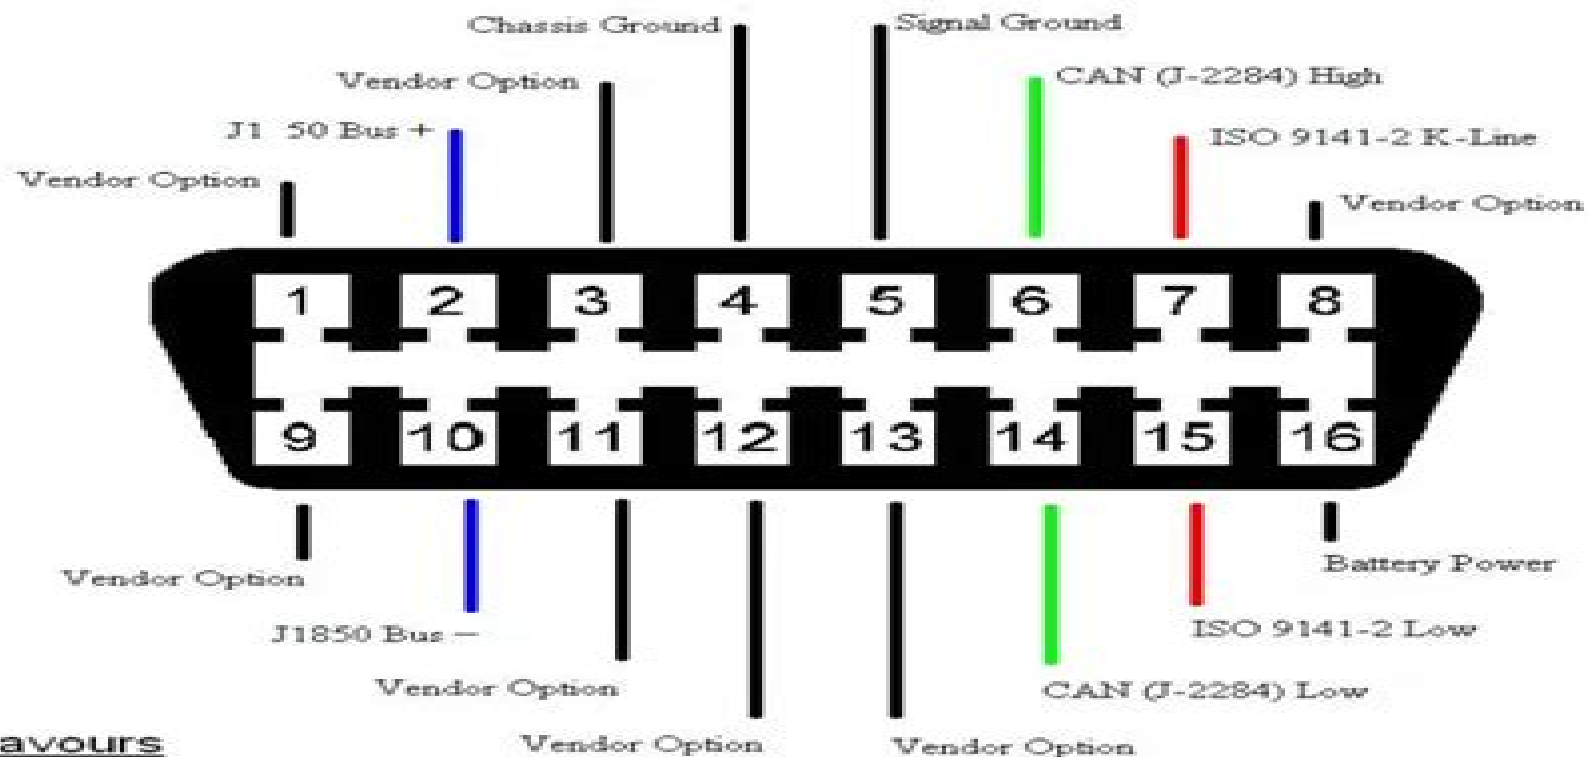 Chassis Ground
Signal Ground
Vendor Option
CAN (J-2284) High
J1 50 Bus +
ISO 9141-2 K-Line
Vendor Option
Vendor Option
1 2 3 4 5 6 7 8
9 10 11 12 13 14 15 16
Vendor Option
Battery Power
J1850 Bus –
ISO 9141-2 Low
Vendor Option
CAN (J-2284) Low
Vendor Option
Vendor Option
avours